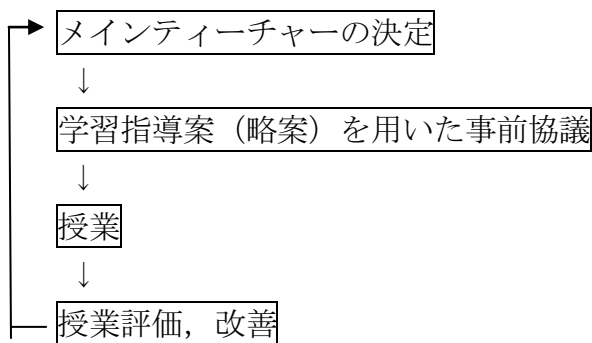 メインティーチャーの決定
↓
学習指導案（略案）を用いた事前協議
↓
授業
↓
授業評価，改善